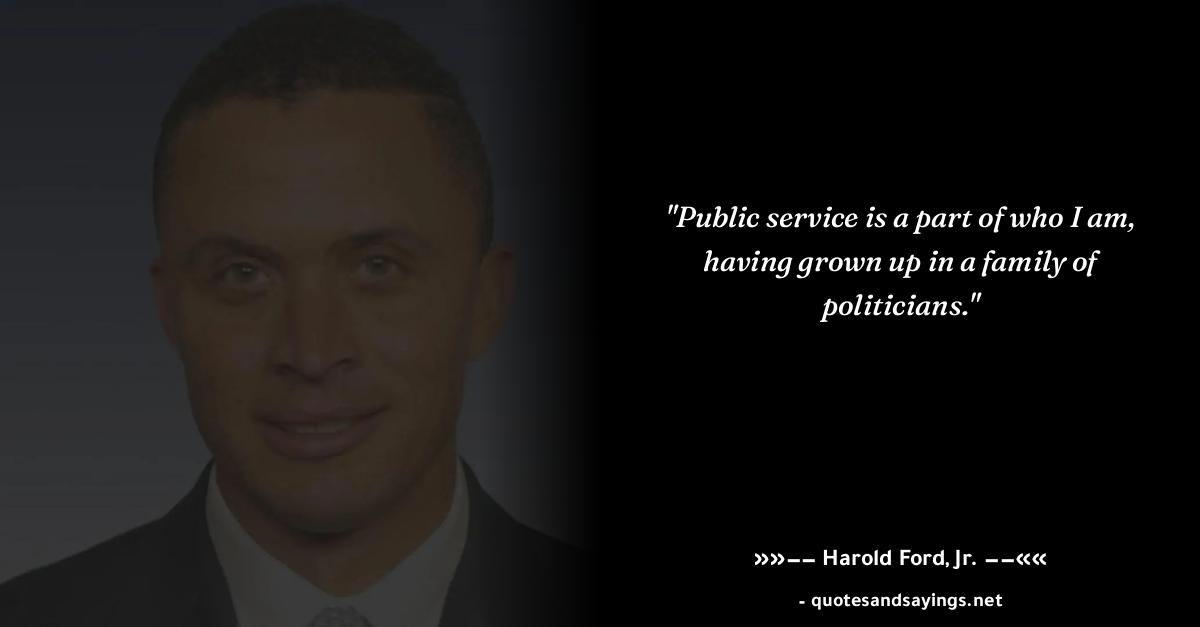 "Public service is a part of who I am,
having grown up in a family of
politicians."
»»−− Harold Ford, Jr. −−««
- quotesandsayings.net